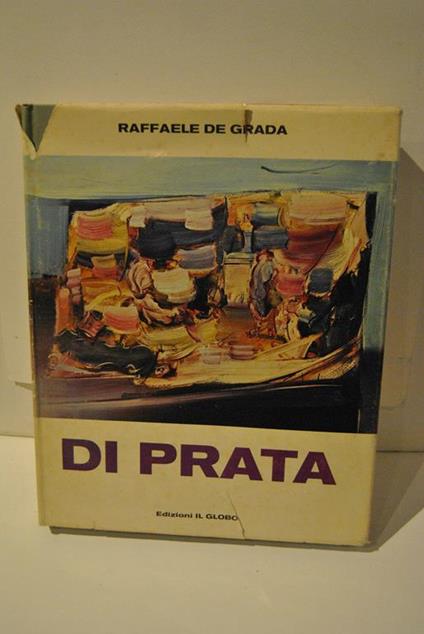 RAFFAELE DE GRADA
DI PRATA
Edizioni IL GLOBO